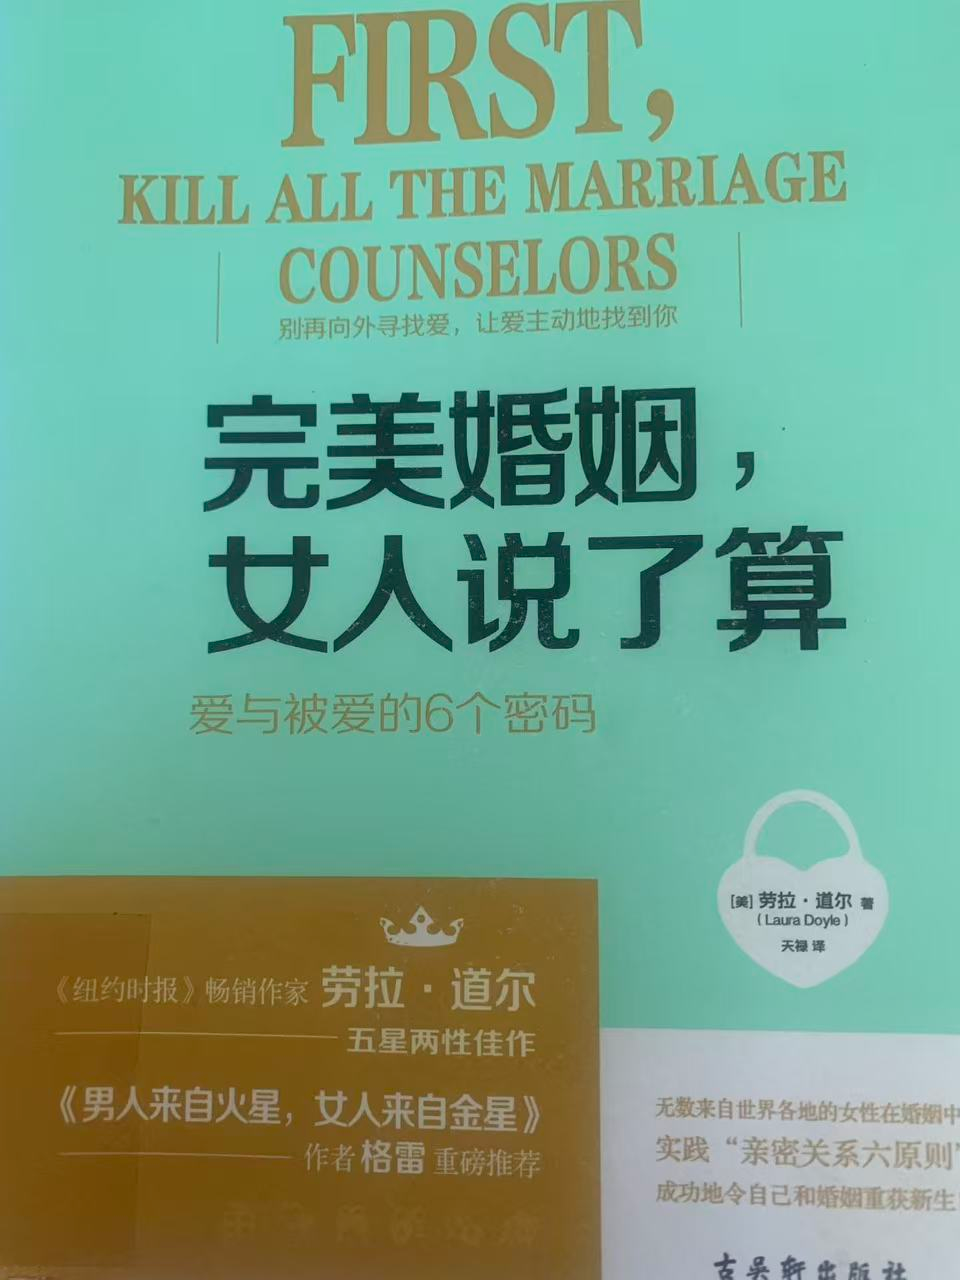 FIRST,
KILL ALL THE MARRIAGE
COUNSELORS
别再向外寻找爱，让爱主动地找到你
完美婚姻，
女人说了算
爱与被爱的6个密码
[美] 劳拉·道尔 著
(Laura Doyle)
天禄 译
《纽约时报》畅销作家 劳拉·道尔
五星两性佳作
《男人来自火星，女人来自金星》
作者 格雷 重磅推荐
无数来自世界各地的女性在婚姻中
实践“亲密关系六原则”
成功地令自己和婚姻重获新生
古吴轩出版社